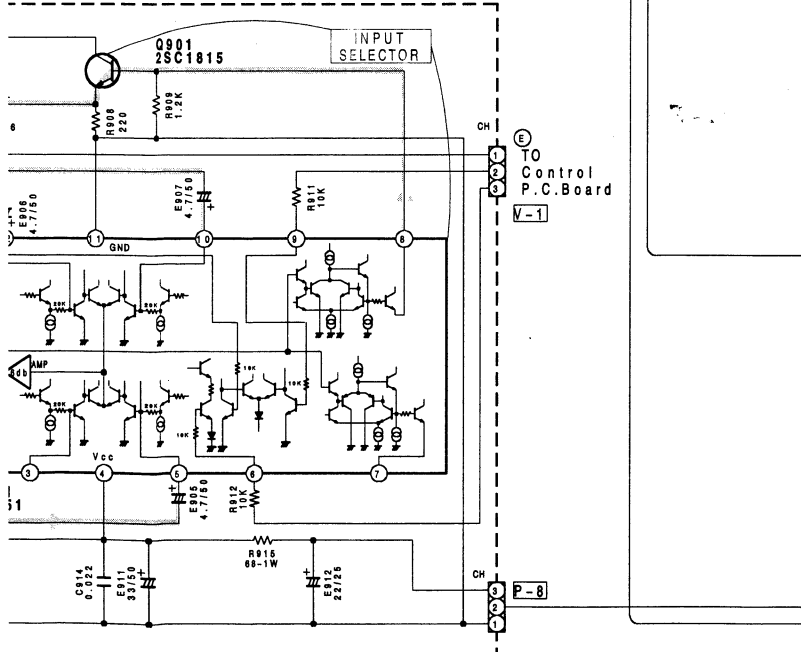 Q901
2SC1815
INPUT
SELECTOR
R909
1.2K
R908
220
6
CH
E
1
TO
2
Control
3
P.C.Board
V-1
E906
4.7/50
E907
4.7/50
R911
10K
11
10
9
8
GND
20K
20K
AMP
6db
10K
10K
20K
20K
10K
Vcc
3
4
5
6
7
51
E905
4.7/50
R912
10K
R915
68-1W
C914
0.022
E911
33/50
E912
22/25
CH
3
P-8
2
1